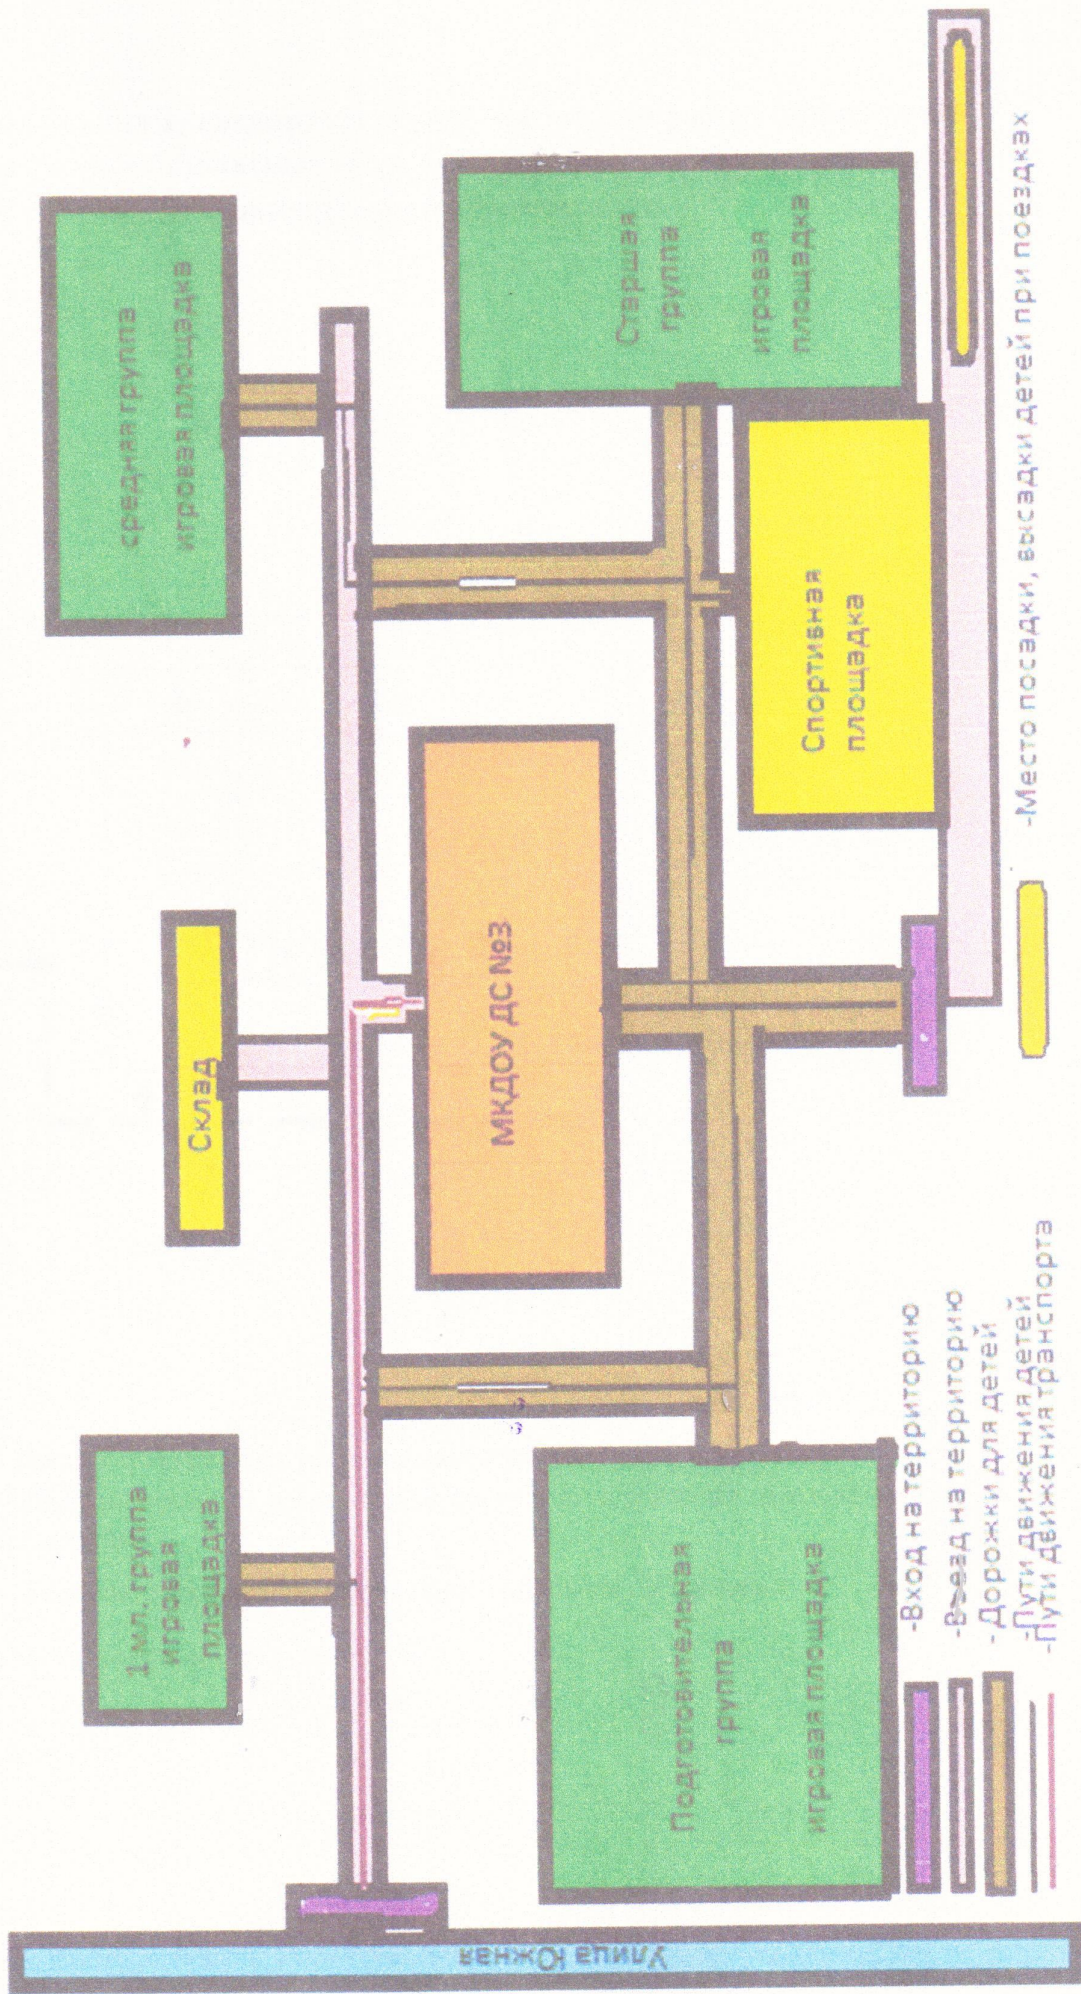 Улица Южная
1 мл. группа
игровая
площадка
Склад
средняя группа
игровая площадка
МКДОУ ДС №3
Подготовительная
группа
игровая площадка
Старшая
группа
игровая
площадка
Спортивная
площадка
-Вход на территорию
-Въезд на территорию
-Дорожки для детей
-Пути движения детей
-Пути движения транспорта
-Место посадки, высадки детей при поездках